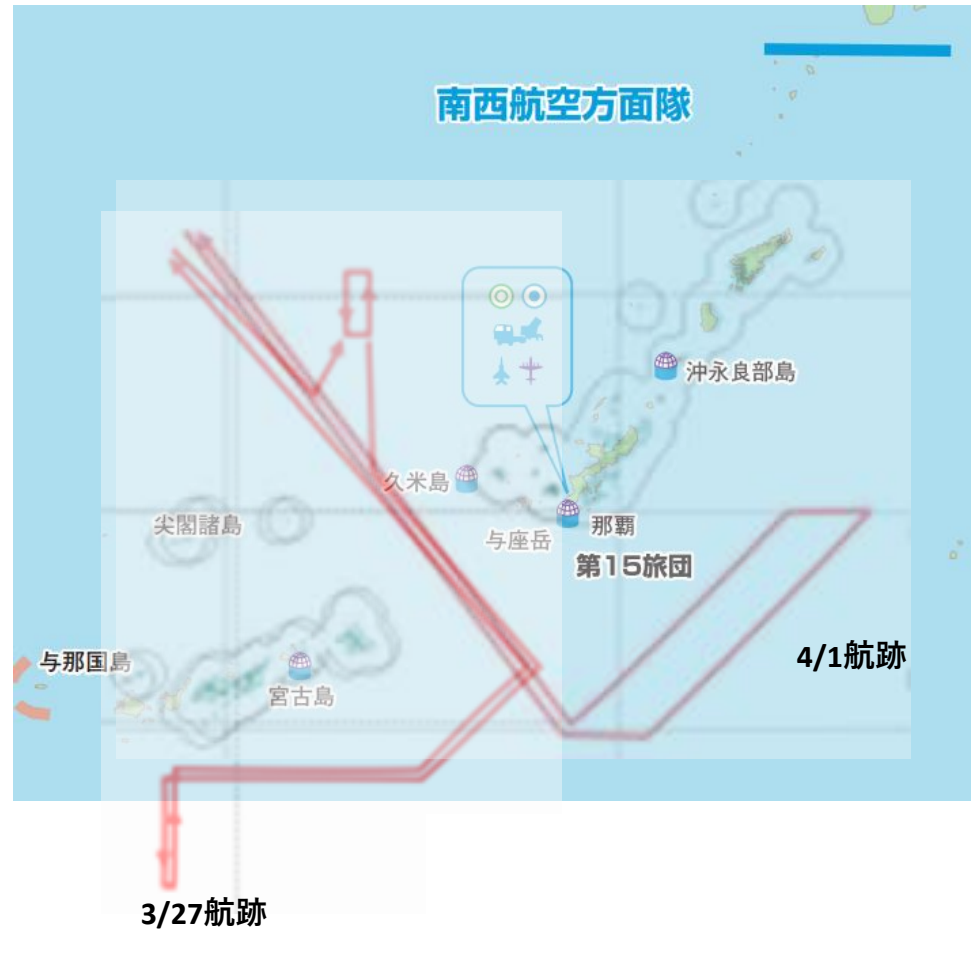 南西航空方面隊
沖永良部島
久米島
尖閣諸島
那覇
与座岳
第15旅団
与那国島
4/1航跡
宮古島
3/27航跡